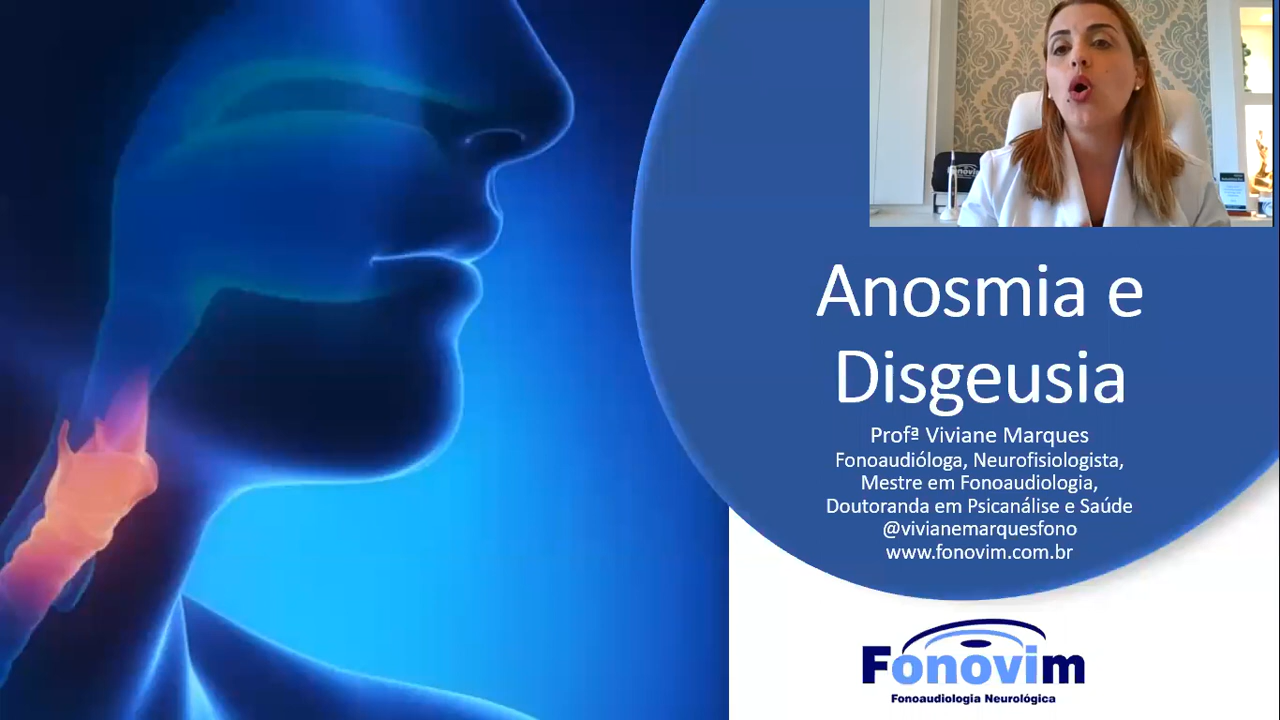 Fonovim
Anosmia e
Disgeusia
Profª Viviane Marques
Fonoaudióloga, Neurofisiologista,
Mestre em Fonoaudiologia,
Doutoranda em Psicanálise e Saúde
@vivianemarquesfono
www.fonovim.com.br
Fonovim
Fonoaudiologia Neurológica